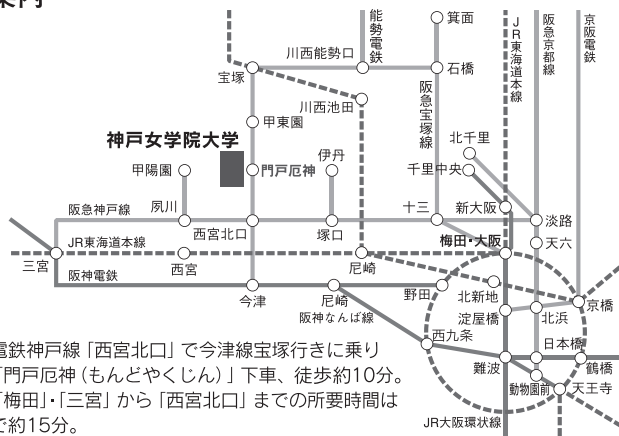 案内
能勢電鉄
箕面
JR東海道本線
阪急京都線
京阪電鉄
川西能勢口
宝塚
石橋
川西池田
阪急宝塚線
甲東園
神戸女学院大学
北千里
甲陽園
門戸厄神
伊丹
千里中央
阪急神戸線
夙川
西宮北口
塚口
十三
新大阪
淡路
JR東海道本線
梅田・大阪
天六
三宮
西宮
尼崎
阪神電鉄
今津
尼崎
野田
北新地
京橋
阪神なんば線
淀屋橋
北浜
西九条
日本橋
難波
鶴橋
動物園前
天王寺
JR大阪環状線
電鉄神戸線「西宮北口」で今津線宝塚行きに乗り
「門戸厄神(もんどやくじん)」下車、徒歩約10分。
「梅田」・「三宮」から「西宮北口」までの所要時間は
で約15分。